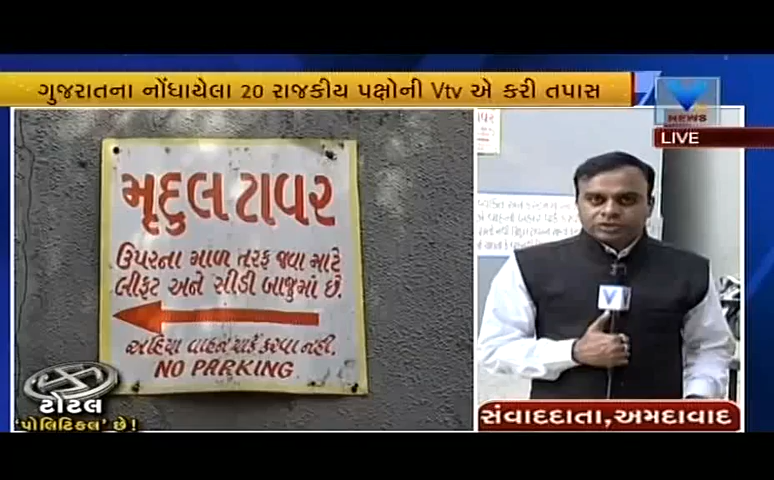 ગુજરાતના નોંધાયેલા 20 રાજકીય પક્ષોની Vtv એ કરી તપાસ
NEWS
LIVE
મૃદુલ ટાવર
ઉપરના માળ તરફ જવા માટે
લીફ્ટ અને સીડી બાજુમાં છે.
અહિયા વાહન પાર્ક કરવા નહી.
NO PARKING
ટોટલ
'પોલિટિકલ' છે!
સંવાદદાતા,અમદાવાદ